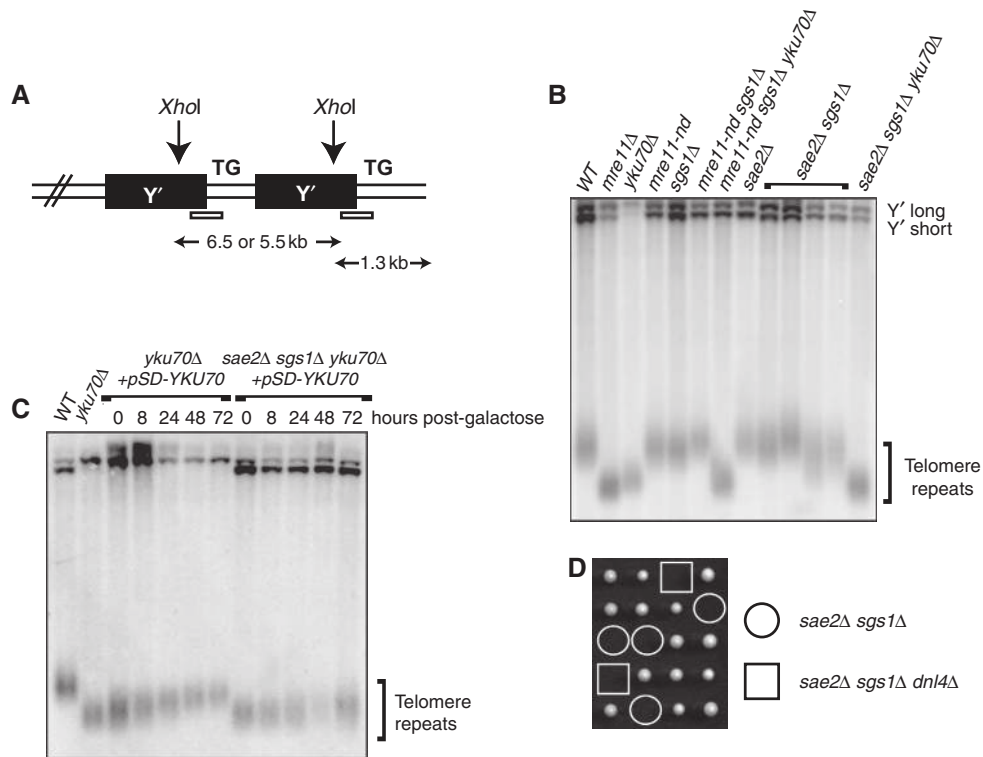 A
XhoI XhoI
TG TG
Y′ Y′
6.5 or 5.5 kb
1.3 kb
B
WT
mre11Δ
yku70Δ
mre11-nd
sgs1Δ
mre11-nd sgs1Δ
mre11-nd sgs1Δ yku70Δ
sae2Δ
sae2Δ sgs1Δ
sae2Δ sgs1Δ yku70Δ
Y′ long
Y′ short
Telomere
repeats
C
WT
yku70Δ
yku70Δ
+pSD-YKU70
sae2Δ sgs1Δ yku70Δ
+pSD-YKU70
0 8 24 48 72 0 8 24 48 72 hours post-galactose
Telomere
repeats
D
sae2Δ sgs1Δ
sae2Δ sgs1Δ dnl4Δ